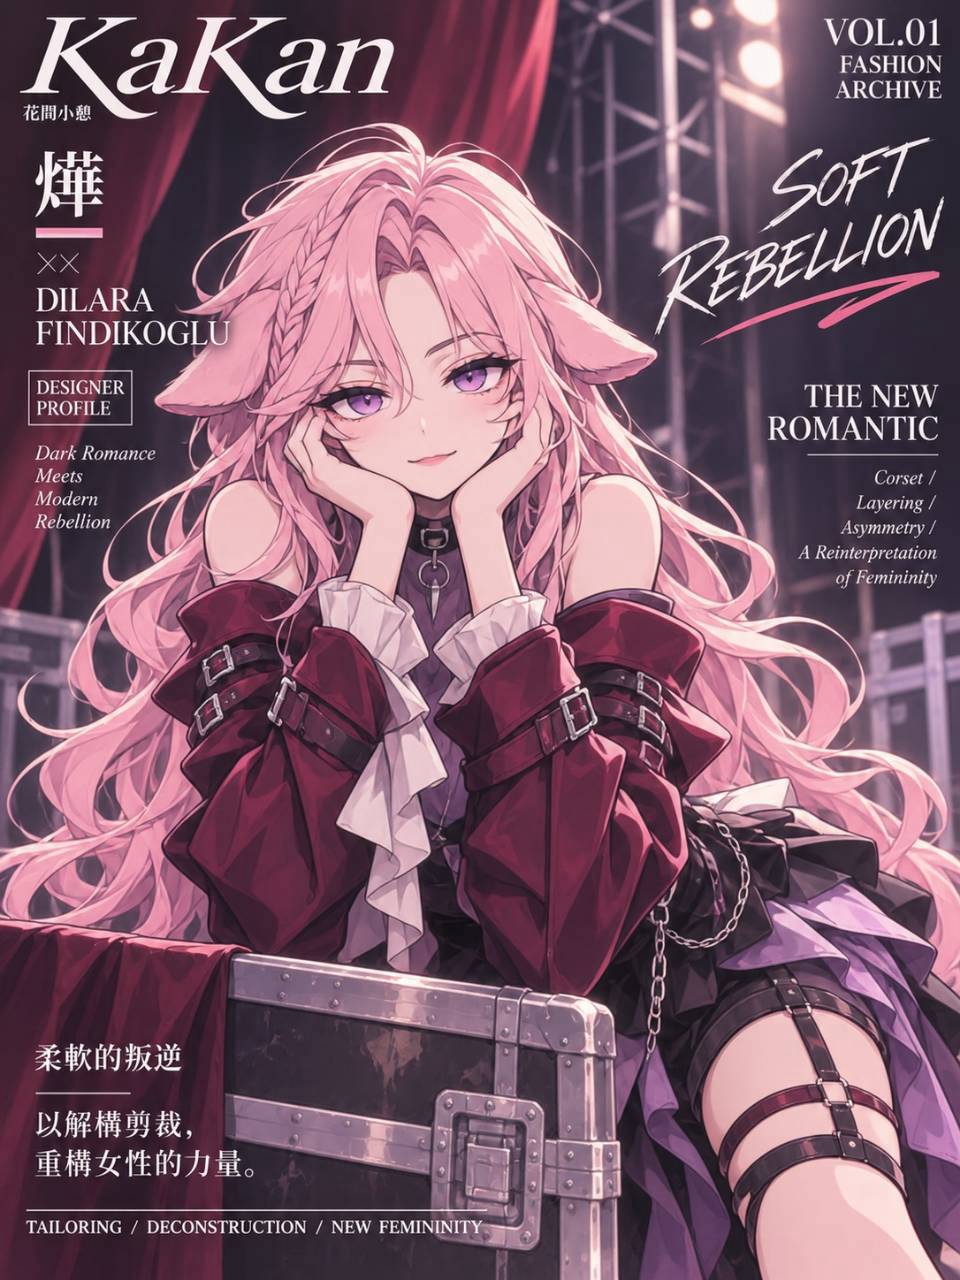 KaKan
花間小憩
VOL.01
FASHION
ARCHIVE
燁
××
DILARA
FINDIKOGLU
DESIGNER
PROFILE
Dark Romance
Meets
Modern
Rebellion
SOFT
REBELLION
THE NEW
ROMANTIC
Corset /
Layering /
Asymmetry /
A Reinterpretation
of Femininity
柔軟的叛逆
以解構剪裁，
重構女性的力量。
TAILORING / DECONSTRUCTION / NEW FEMININITY